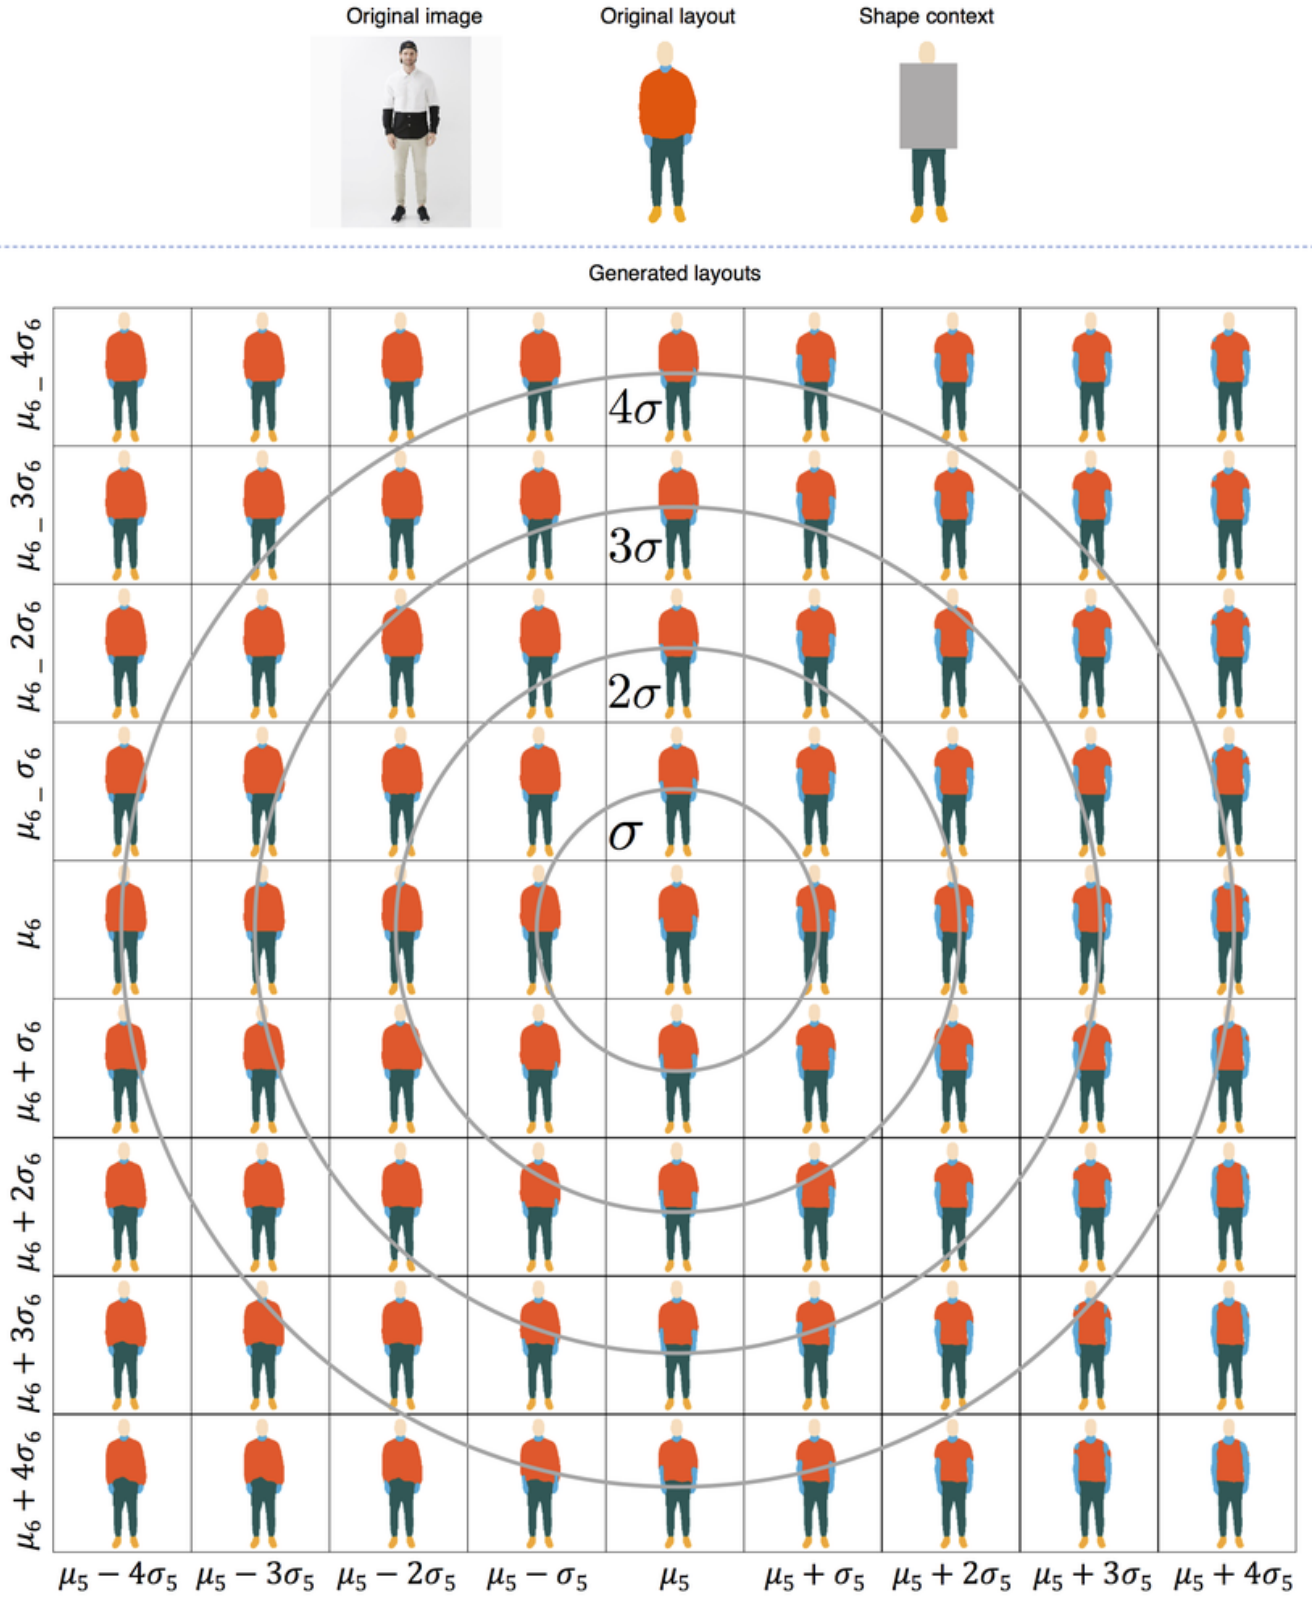 Original image Original layout Shape context
Generated layouts
μ₆ − 4σ₆
4σ
μ₆ − 3σ₆
3σ
μ₆ − 2σ₆
2σ
μ₆ − σ₆
σ
μ₆
μ₆ + σ₆
μ₆ + 2σ₆
μ₆ + 3σ₆
μ₆ + 4σ₆
μ₅ − 4σ₅ μ₅ − 3σ₅ μ₅ − 2σ₅ μ₅ − σ₅ μ₅ μ₅ + σ₅ μ₅ + 2σ₅ μ₅ + 3σ₅ μ₅ + 4σ₅